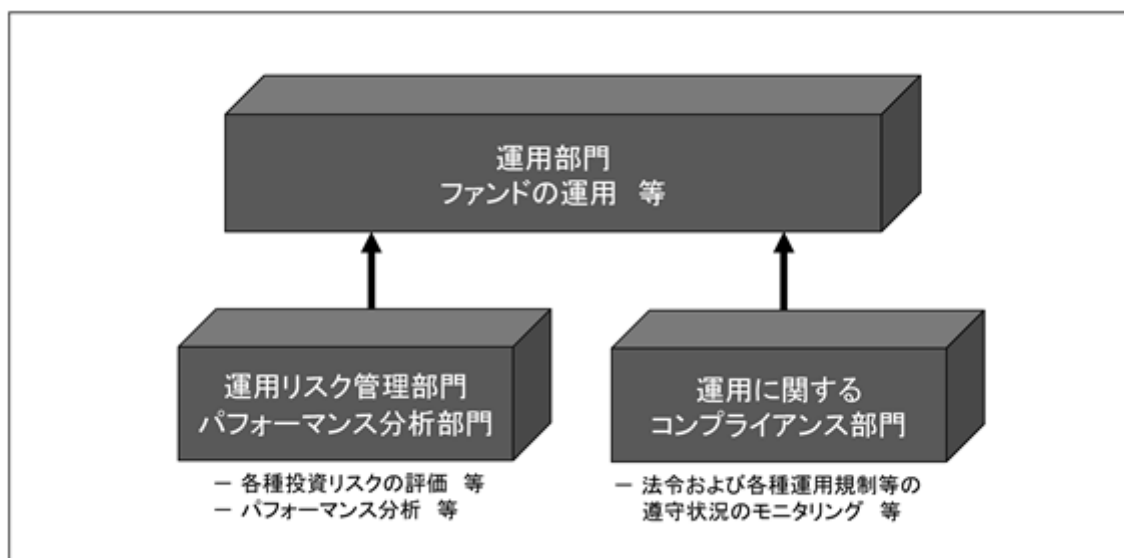 運用部門
ファンドの運用　等
運用リスク管理部門
パフォーマンス分析部門
運用に関する
コンプライアンス部門
－ 各種投資リスクの評価　等
－ パフォーマンス分析　等
－ 法令および各種運用規制等の
遵守状況のモニタリング　等